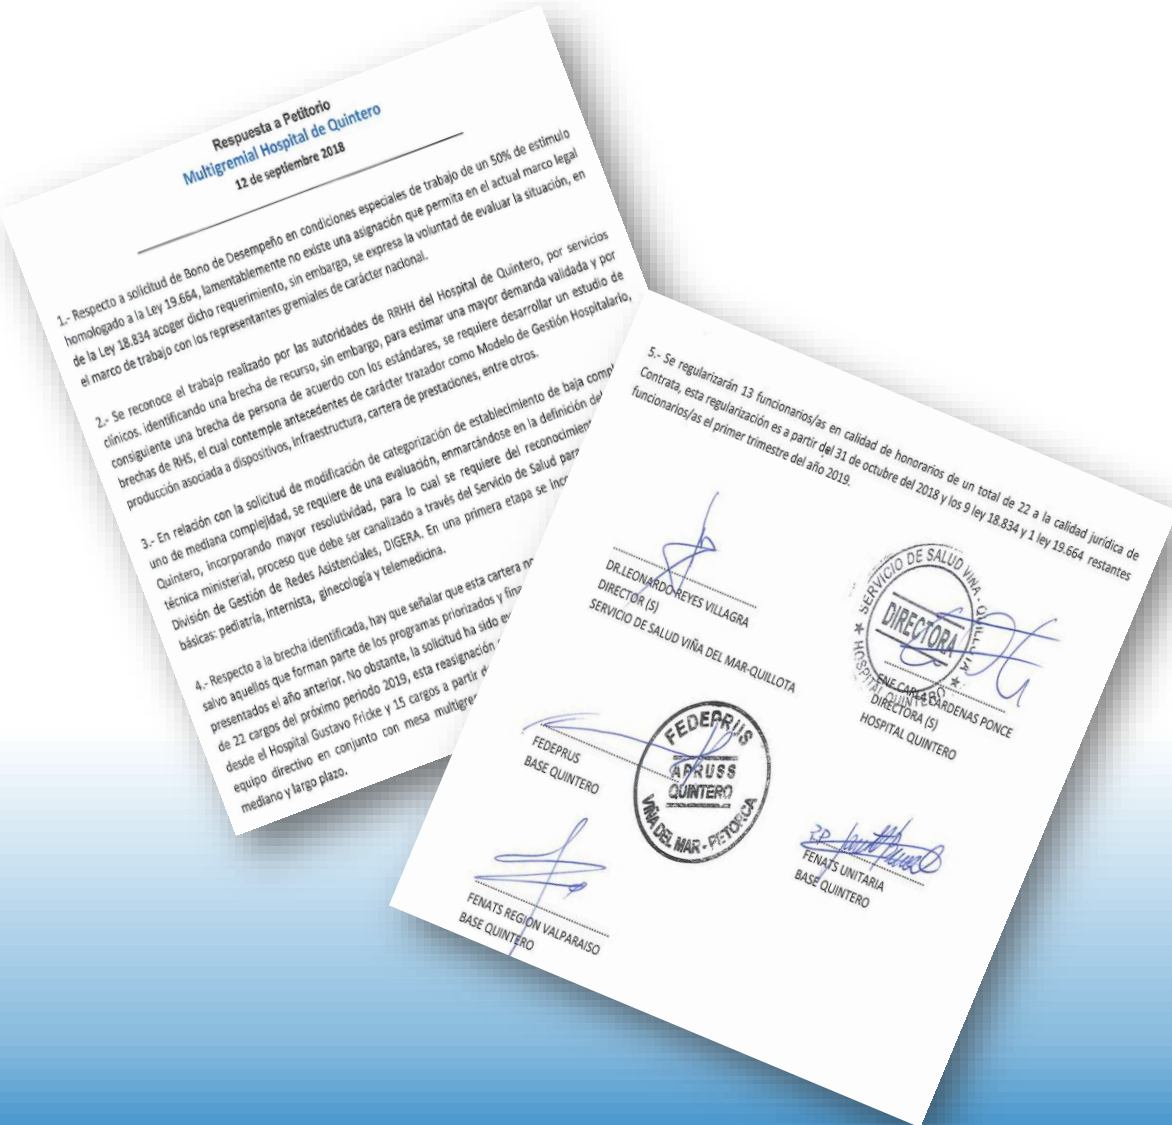 Respuesta a Petitorio
Multigremial Hospital de Quintero
12 de septiembre 2018
1.- Respecto a solicitud de Bono de Desempeño en condiciones especiales de trabajo de un 50% de estimulo
homologado a la Ley 19.664, lamentablemente no existe una asignación que permita en el actual marco legal
de la Ley 18.834 acoger dicho requerimiento, sin embargo, se expresa la voluntad de evaluar la situación, en
el marco de trabajo con los representantes gremiales de carácter nacional.
2.- Se reconoce el trabajo realizado por las autoridades de RRHH del Hospital de Quintero, por servicios
clínicos. identificando una brecha de recurso, sin embargo, para estimar una mayor demanda validada y por
consiguiente una brecha de persona de acuerdo con los estándares, se requiere desarrollar un estudio de
brechas de RHS, el cual contemple antecedentes de carácter trazador como Modelo de Gestión Hospitalario,
producción asociada a dispositivos, infraestructura, cartera de prestaciones, entre otros.
3.- En relación con la solicitud de modificación de categorización de establecimiento de baja
uno de mediana complejidad, se requiere de una evaluación, enmarcándose en la definición
Quintero, incorporando mayor resolutividad, para lo cual se requiere del
técnica ministerial, proceso que debe ser canalizado a través del Servicio de Salud
División de Gestión de Redes Asistenciales, DIGERA. En una primera etapa se
básicas: pediatría, internista, ginecología y telemedicina.
4.- Respecto a la brecha identificada, hay que señalar que esta cartera
salvo aquellos que forman parte de los programas priorizados y
presentados el año anterior. No obstante, la solicitud ha sido
de 22 cargos del próximo periodo 2019, esta reasignación
desde el Hospital Gustavo Fricke y 15 cargos a partir
equipo directivo en conjunto con mesa
mediano y largo plazo.
5.- Se regularizarán 13 funcionarios/as en calidad de honorarios de un total de 22 a la calidad jurídica de
Contrata, esta regularización es a partir del 31 de octubre del 2018 y los 9 ley 18.834 y 1 ley 19.664 restantes
funcionarios/as el primer trimestre del año 2019.
DR.LEONARDO REYES VILLAGRA
DIRECTOR (S)
SERVICIO DE SALUD VIÑA DEL MAR-QUILLOTA
SERVICIO DE SALUD VIÑA - QUILLOTA
DIRECTORA
HOSPITAL QUINTERO
CARDENAS PONCE
DIRECTORA (S)
HOSPITAL QUINTERO
FEDEPRUS
BASE QUINTERO
FEDEPRUS
APRUSS
QUINTERO
VIÑA DEL MAR - PETORCA
FENATS UNITARIA
BASE QUINTERO
FENATS REGIÓN VALPARAISO
BASE QUINTERO